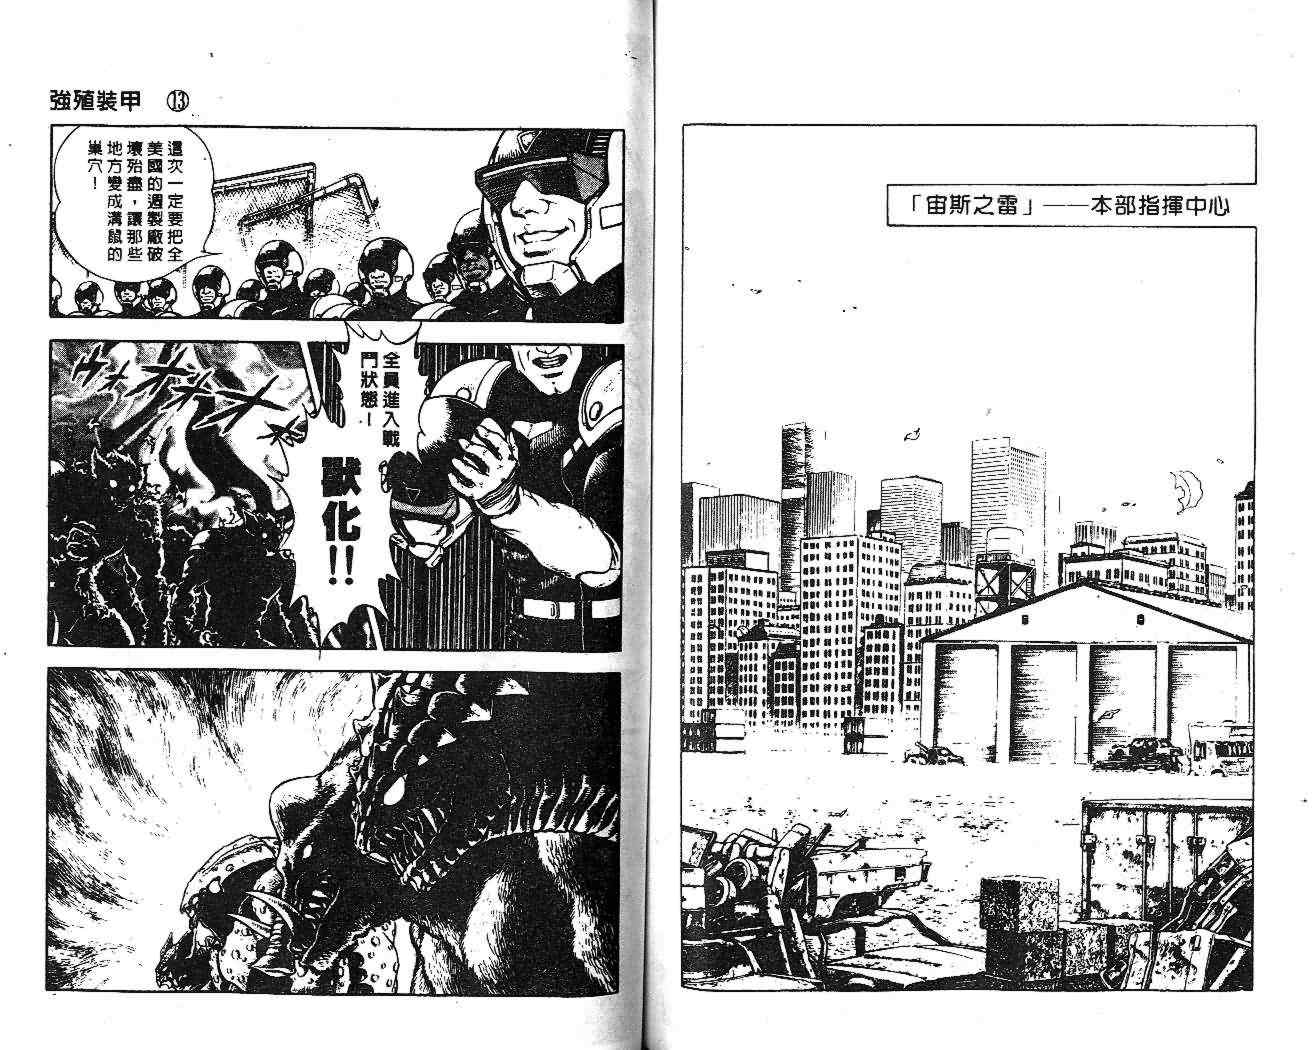 「宙斯之雷」──本部指揮中心
強殖裝甲 ⑬
這次一定要把全
美國的週製廠破
壞殆盡，讓那些
地方變成溝鼠的
巢穴！
全員進入戰
鬥狀態！
獸化!!